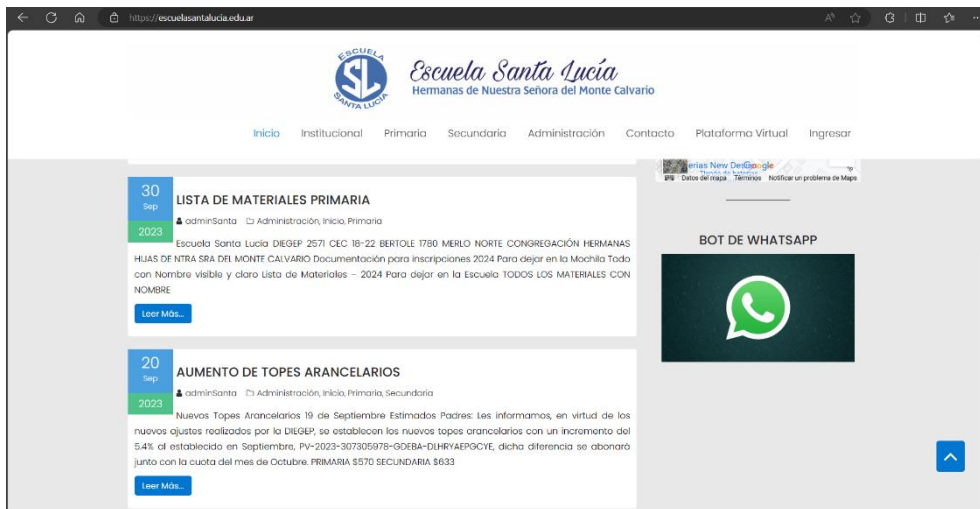 https://escuelasantalucia.edu.ar
ESCUELA
SL
SANTA LUCIA
Escuela Santa Lucía
Hermanas de Nuestra Señora del Monte Calvario
Inicio Institucional Primaria Secundaria Administración Contacto Plataforma Virtual Ingresar
Google
Datos del mapa Términos Notificar un problema de Maps
30
Sep
2023
LISTA DE MATERIALES PRIMARIA
adminSanta Administración, Inicio, Primaria
Escuela Santa Lucía DIEGEP 2571 CEC 18-22 BERTOLE 1780 MERLO NORTE CONGREGACIÓN HERMANAS
HIJAS DE NTRA SRA DEL MONTE CALVARIO Documentación para inscripciones 2024 Para dejar en la Mochila Todo
con Nombre visible y claro Lista de Materiales – 2024 Para dejar en la Escuela TODOS LOS MATERIALES CON
NOMBRE
Leer Más...
BOT DE WHATSAPP
20
Sep
2023
AUMENTO DE TOPES ARANCELARIOS
adminSanta Administración, Inicio, Primaria, Secundaria
Nuevos Topes Arancelarios 19 de Septiembre Estimados Padres: Les informamos, en virtud de los
nuevos ajustes realizados por la DIEGEP, se establecen los nuevos topes arancelarios con un incremento del
5.4% al establecido en Septiembre, PV-2023-307305978-GDEBA-DLHRYAEPGCYE, dicha diferencia se abonará
junto con la cuota del mes de Octubre. PRIMARIA $570 SECUNDARIA $633
Leer Más...